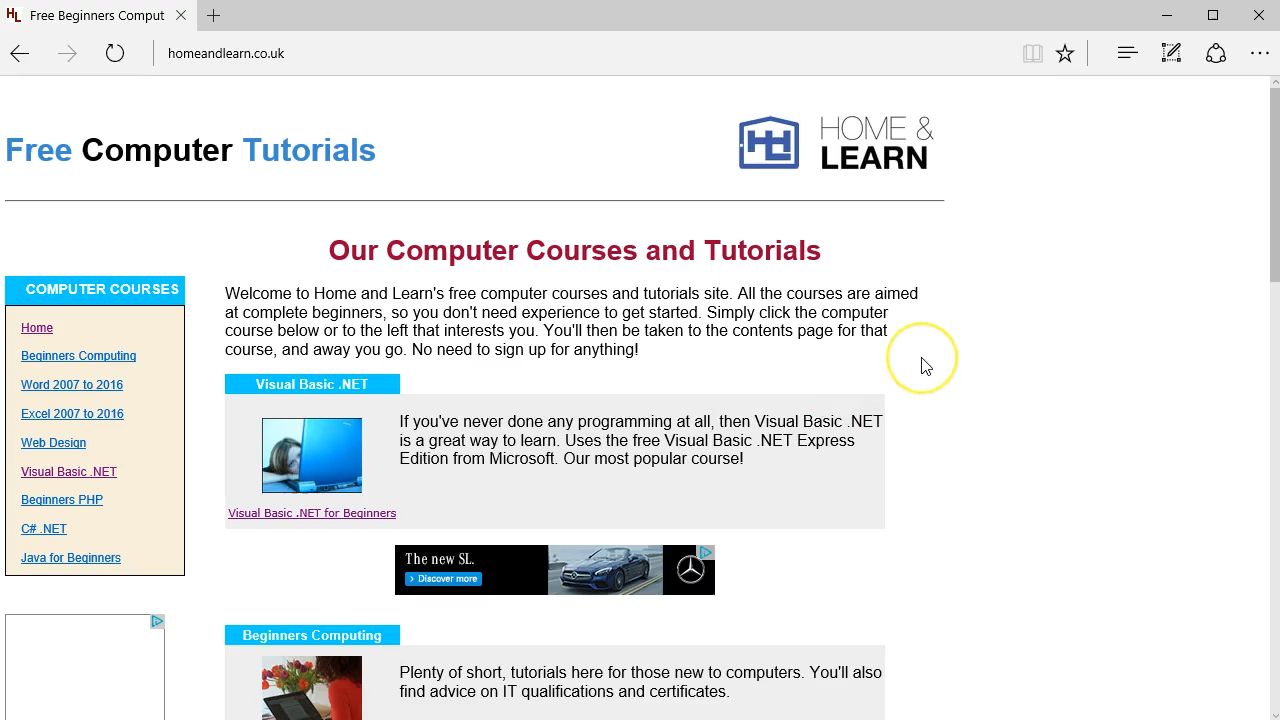 HL Free Beginners Comput
homeandlearn.co.uk
Free Computer Tutorials
HOME &
LEARN
Our Computer Courses and Tutorials
COMPUTER COURSES
Home
Beginners Computing
Word 2007 to 2016
Excel 2007 to 2016
Web Design
Visual Basic .NET
Beginners PHP
C# .NET
Java for Beginners
Welcome to Home and Learn's free computer courses and tutorials site. All the courses are aimed
at complete beginners, so you don't need experience to get started. Simply click the computer
course below or to the left that interests you. You'll then be taken to the contents page for that
course, and away you go. No need to sign up for anything!
Visual Basic .NET
If you've never done any programming at all, then Visual Basic .NET
is a great way to learn. Uses the free Visual Basic .NET Express
Edition from Microsoft. Our most popular course!
Visual Basic .NET for Beginners
The new SL.
› Discover more
Beginners Computing
Plenty of short, tutorials here for those new to computers. You'll also
find advice on IT qualifications and certificates.